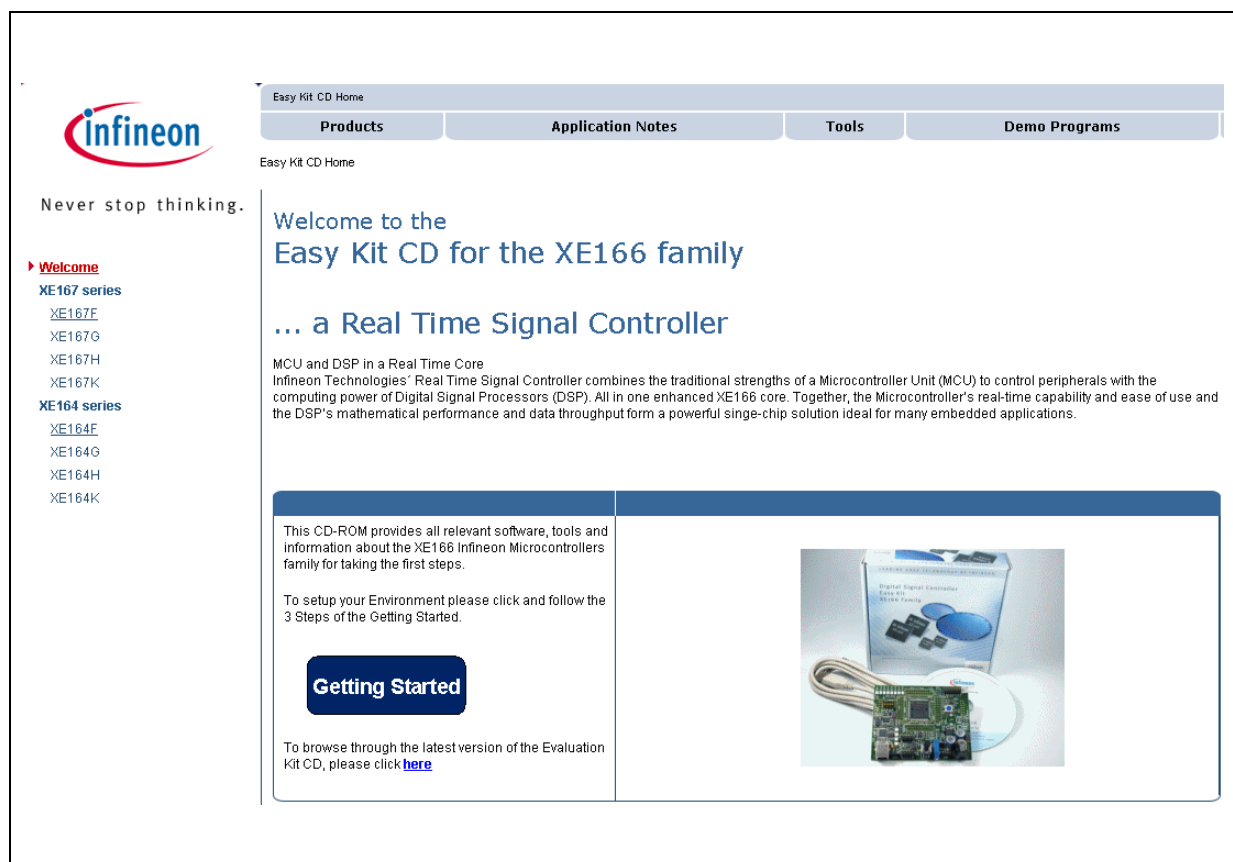 Easy Kit CD Home
Infineon
Products Application Notes Tools Demo Programs
Easy Kit CD Home
Never stop thinking.
Welcome
XE167 series
XE167F
XE167G
XE167H
XE167K
XE164 series
XE164F
XE164G
XE164H
XE164K
Welcome to the
Easy Kit CD for the XE166 family
... a Real Time Signal Controller
MCU and DSP in a Real Time Core
Infineon Technologies´ Real Time Signal Controller combines the traditional strengths of a Microcontroller Unit (MCU) to control peripherals with the
computing power of Digital Signal Processors (DSP). All in one enhanced XE166 core. Together, the Microcontroller's real-time capability and ease of use and
the DSP's mathematical performance and data throughput form a powerful singe-chip solution ideal for many embedded applications.
This CD-ROM provides all relevant software, tools and
information about the XE166 Infineon Microcontrollers
family for taking the first steps.
To setup your Environment please click and follow the
3 Steps of the Getting Started.
Getting Started
To browse through the latest version of the Evaluation
Kit CD, please click here
Digital Signal Controller
Easy Kit
XE166 Family
Infineon